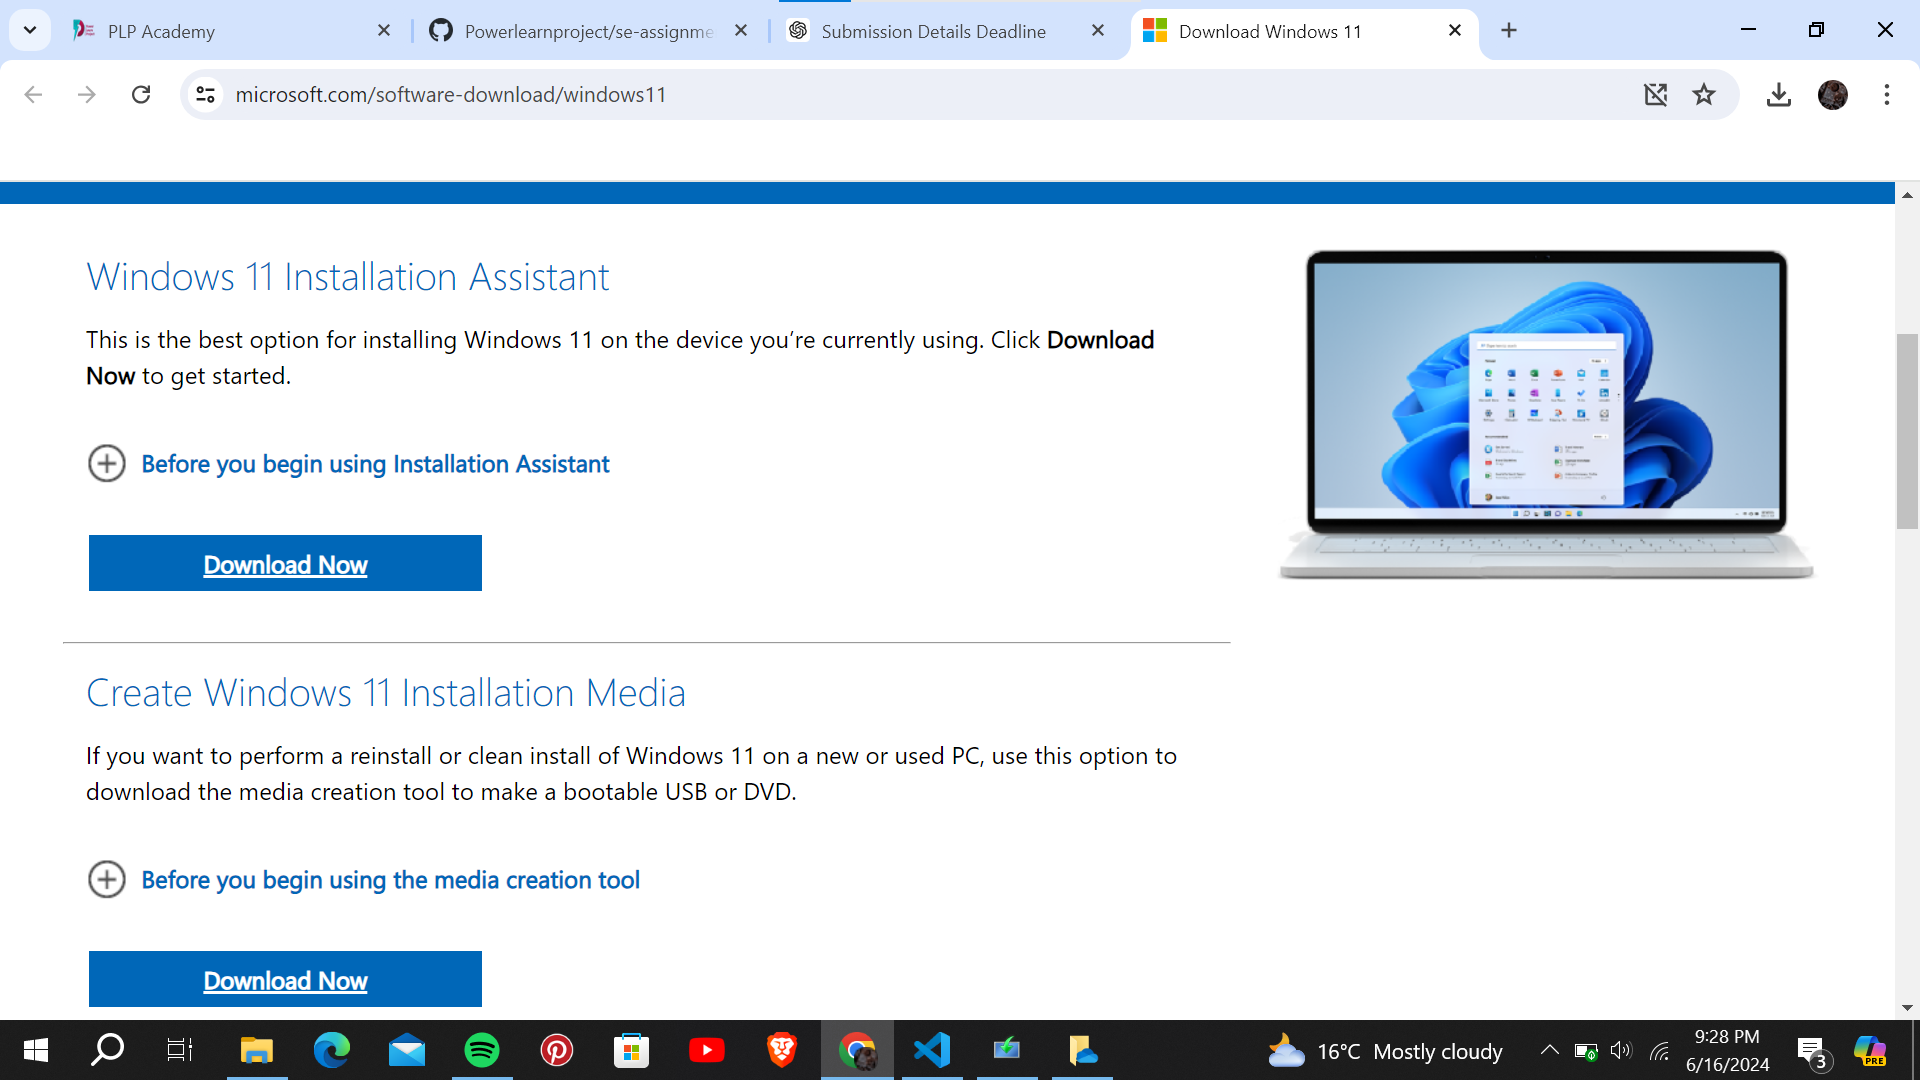 PLP Academy
Powerlearnproject/se-assignme
Submission Details Deadline
Download Windows 11
microsoft.com/software-download/windows11
Windows 11 Installation Assistant
This is the best option for installing Windows 11 on the device you’re currently using. Click Download
Now to get started.
Before you begin using Installation Assistant
Download Now
Create Windows 11 Installation Media
If you want to perform a reinstall or clean install of Windows 11 on a new or used PC, use this option to
download the media creation tool to make a bootable USB or DVD.
Before you begin using the media creation tool
Download Now
16°C Mostly cloudy
9:28 PM
6/16/2024
3
PRE